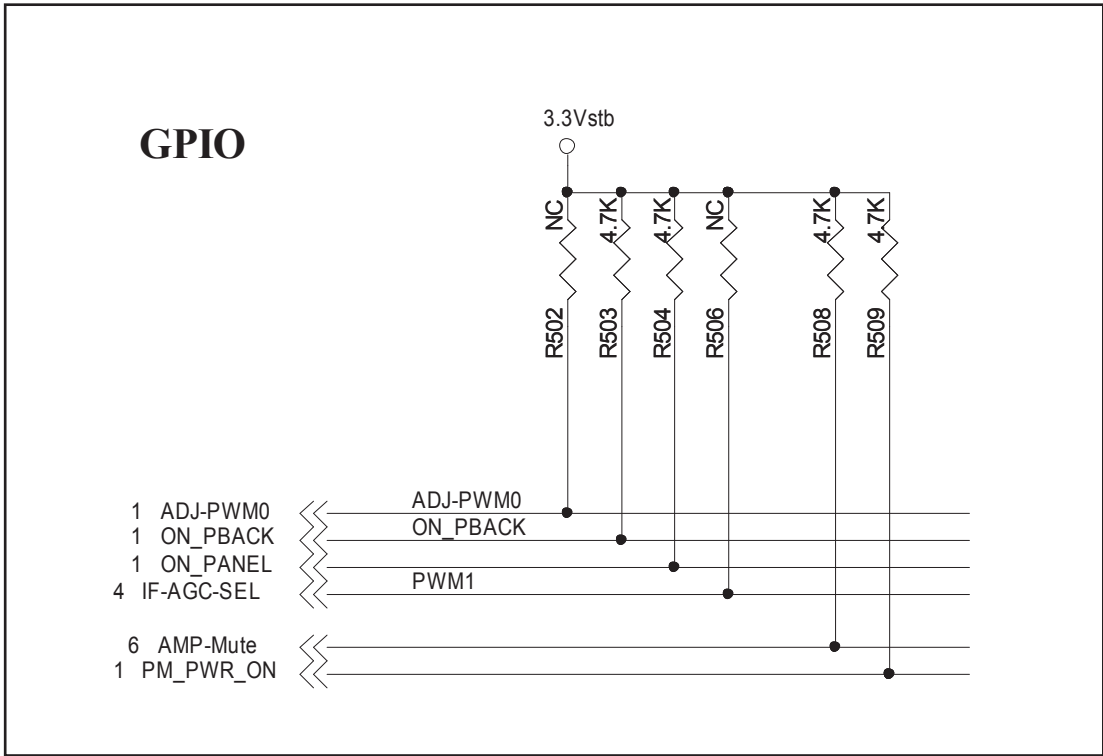 GPIO
3.3Vstb
NC
4.7K
4.7K
NC
4.7K
4.7K
R502
R503
R504
R506
R508
R509
1 ADJ-PWM0
ADJ-PWM0
1 ON_PBACK
ON_PBACK
1 ON_PANEL
4 IF-AGC-SEL
PWM1
6 AMP-Mute
1 PM_PWR_ON